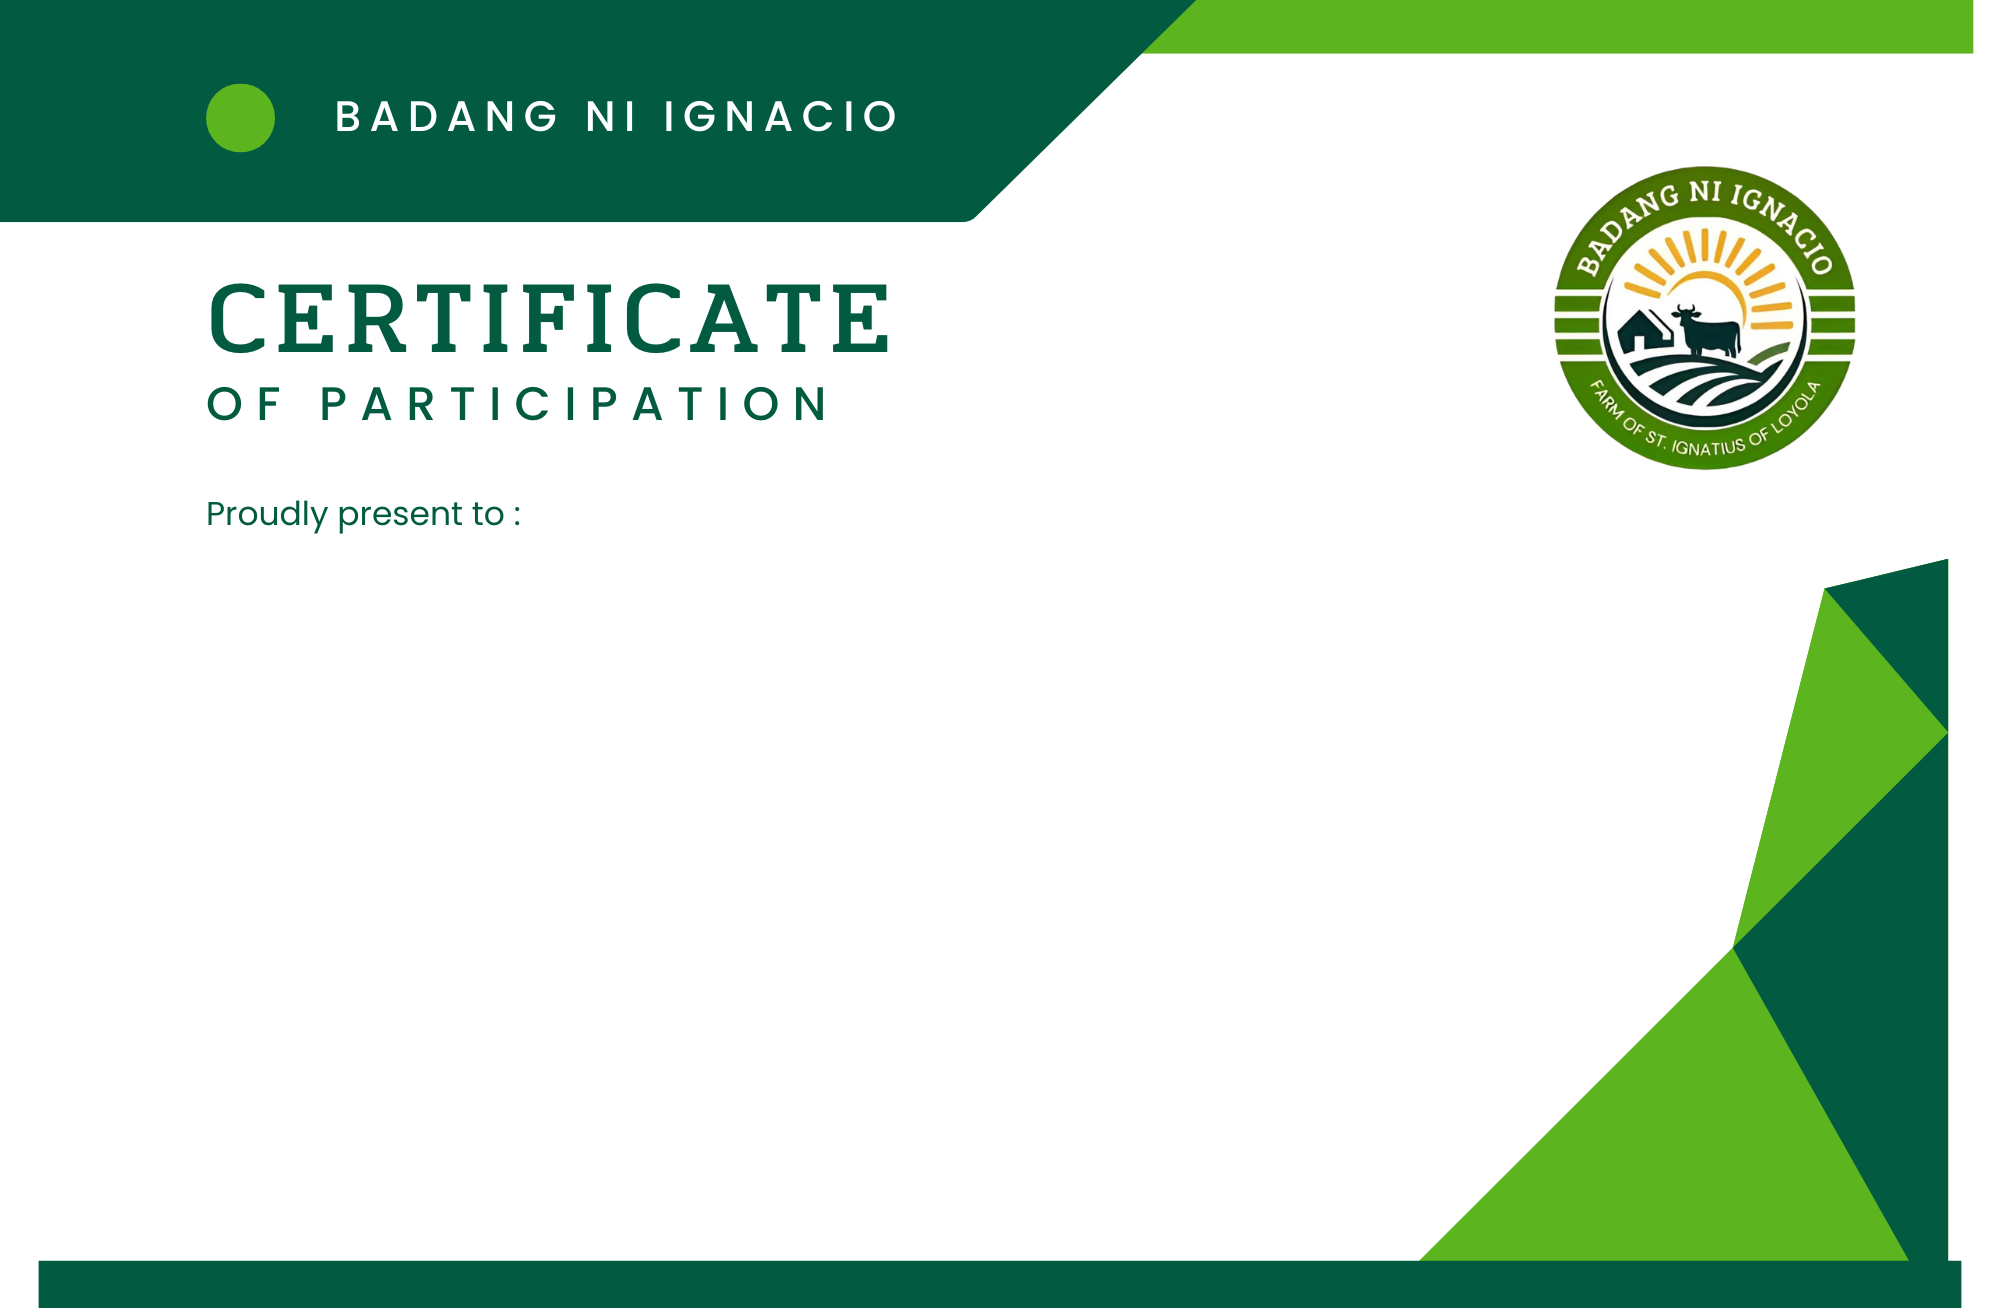 BADANG NI IGNACIO
BADANG NI IGNACIO
FARM OF ST. IGNATIUS OF LOYOLA
CERTIFICATE
OF PARTICIPATION
Proudly present to :